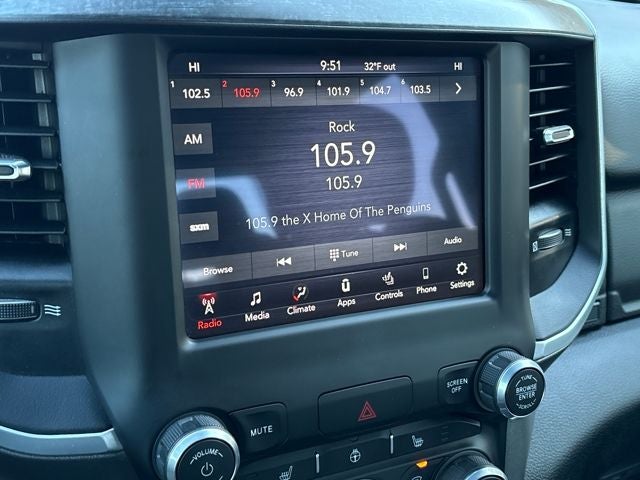 HI 9:51 32°F out HI
1 102.5 2 105.9 3 96.9 4 101.9 5 104.7 6 103.5
AM
FM
SXM
Rock
105.9
105.9
105.9 the X Home Of The Penguins
Browse Tune Audio
Radio Media Climate Apps Controls Phone Settings
SCREEN OFF
TUNE
BROWSE
ENTER
MUTE
VOLUME